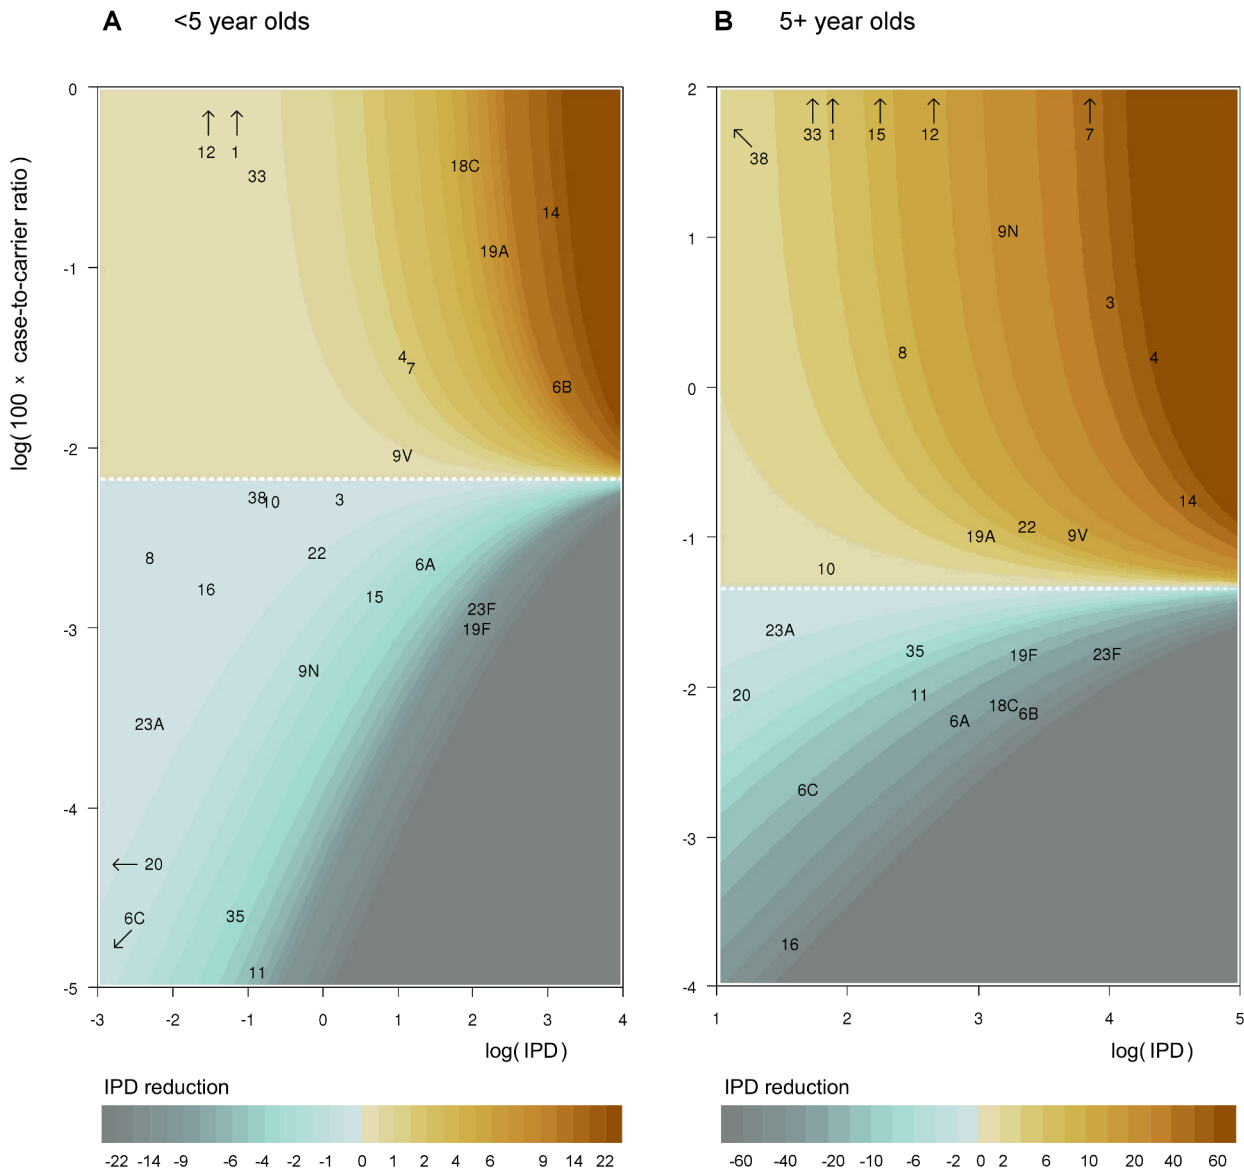 A <5 year olds
B 5+ year olds
log(100 × case-to-carrier ratio)
0
-1
-2
-3
-4
-5
12
1
33
18C
14
19A
4
7
6B
9V
38
10
3
22
8
6A
16
15
23F
19F
9N
23A
20
6C
35
11
-3 -2 -1 0 1 2 3 4
log(IPD)
IPD reduction
-22 -14 -9 -6 -4 -2 -1 0 1 2 4 6 9 14 22
2
1
0
-1
-2
-3
-4
38
33
1
15
12
7
9N
3
8
4
14
22
19A
9V
10
23A
35
19F
23F
20
11
18C
6B
6A
6C
16
1 2 3 4 5
log(IPD)
IPD reduction
-60 -40 -20 -10 -6 -2 0 2 6 10 20 40 60